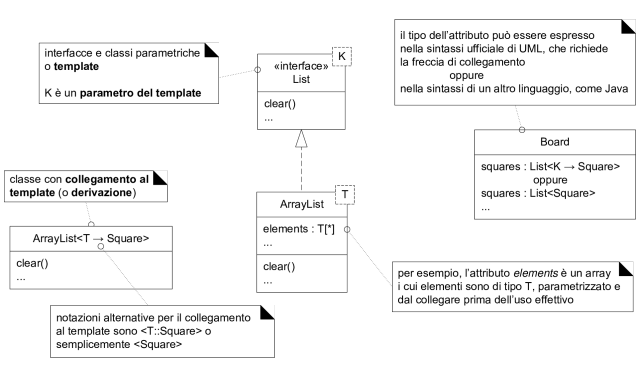 interfacce e classi parametriche
o template
K è un parametro del template
K
«interface»
List
clear()
...
il tipo dell'attributo può essere espresso
nella sintassi ufficiale di UML, che richiede
la freccia di collegamento
oppure
nella sintassi di un altro linguaggio, come Java
Board
squares : List<K → Square>
oppure
squares : List<Square>
...
classe con collegamento al
template (o derivazione)
ArrayList<T → Square>
clear()
...
T
ArrayList
elements : T[*]
...
clear()
...
per esempio, l'attributo elements è un array
i cui elementi sono di tipo T, parametrizzato e
dal collegare prima dell'uso effettivo
notazioni alternative per il collegamento
al template sono <T::Square> o
semplicemente <Square>